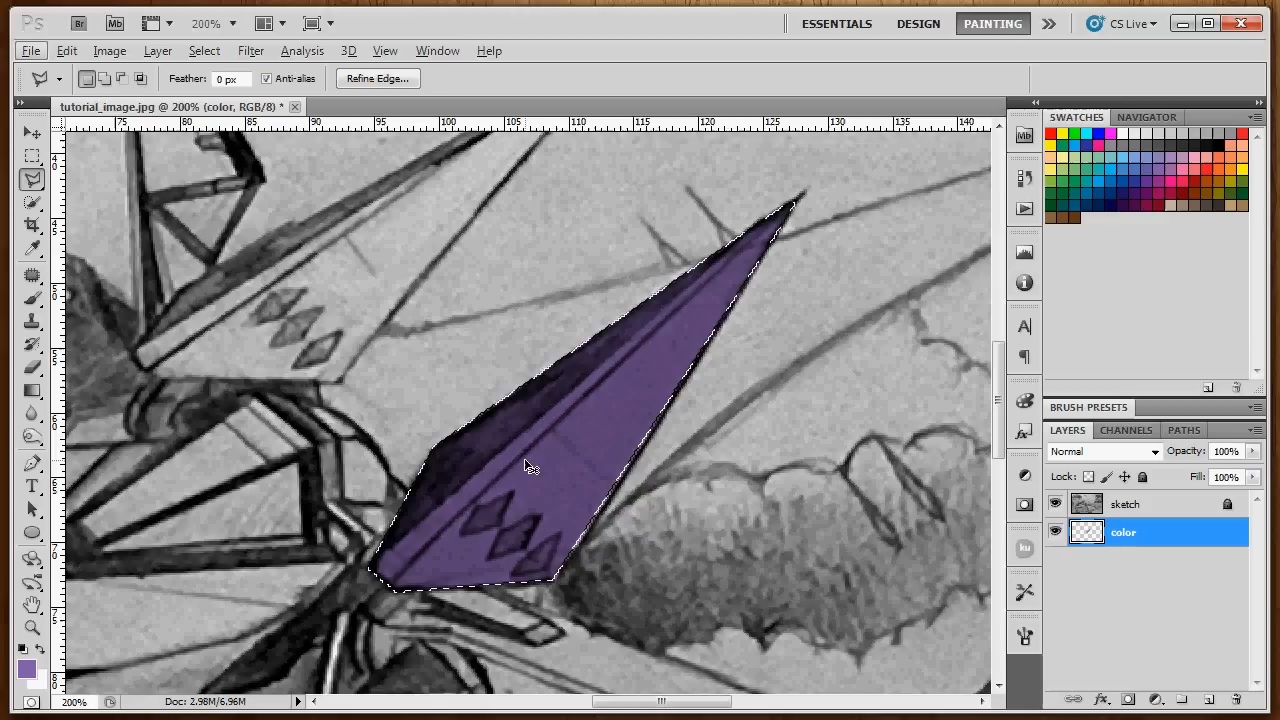 Ps Br Mb 200% ESSENTIALS DESIGN PAINTING CS Live
File Edit Image Layer Select Filter Analysis 3D View Window Help
Feather: 0 px Anti-alias Refine Edge...
tutorial_image.jpg @ 200% (color, RGB/8) *
75 80 85 90 95 100 105 110 115 120 125 130 135 140
SWATCHES NAVIGATOR
Mb
BRUSH PRESETS
LAYERS CHANNELS PATHS
Normal Opacity: 100%
Lock: Fill: 100%
sketch
color
ku
200% Doc: 2.98M/6.96M